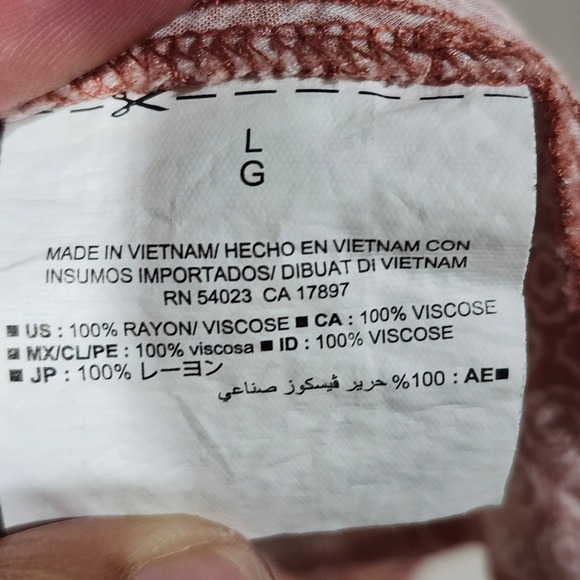 L
G
MADE IN VIETNAM/ HECHO EN VIETNAM CON
INSUMOS IMPORTADOS/ DIBUAT Di VIETNAM
RN 54023 CA 17897
■ US : 100% RAYON/ VISCOSE ■ CA : 100% VISCOSE
■ MX/CL/PE : 100% viscosa ■ ID : 100% VISCOSE
■ JP : 100% レーヨン
■AE : 100% حرير ڤيسكوز صناعي